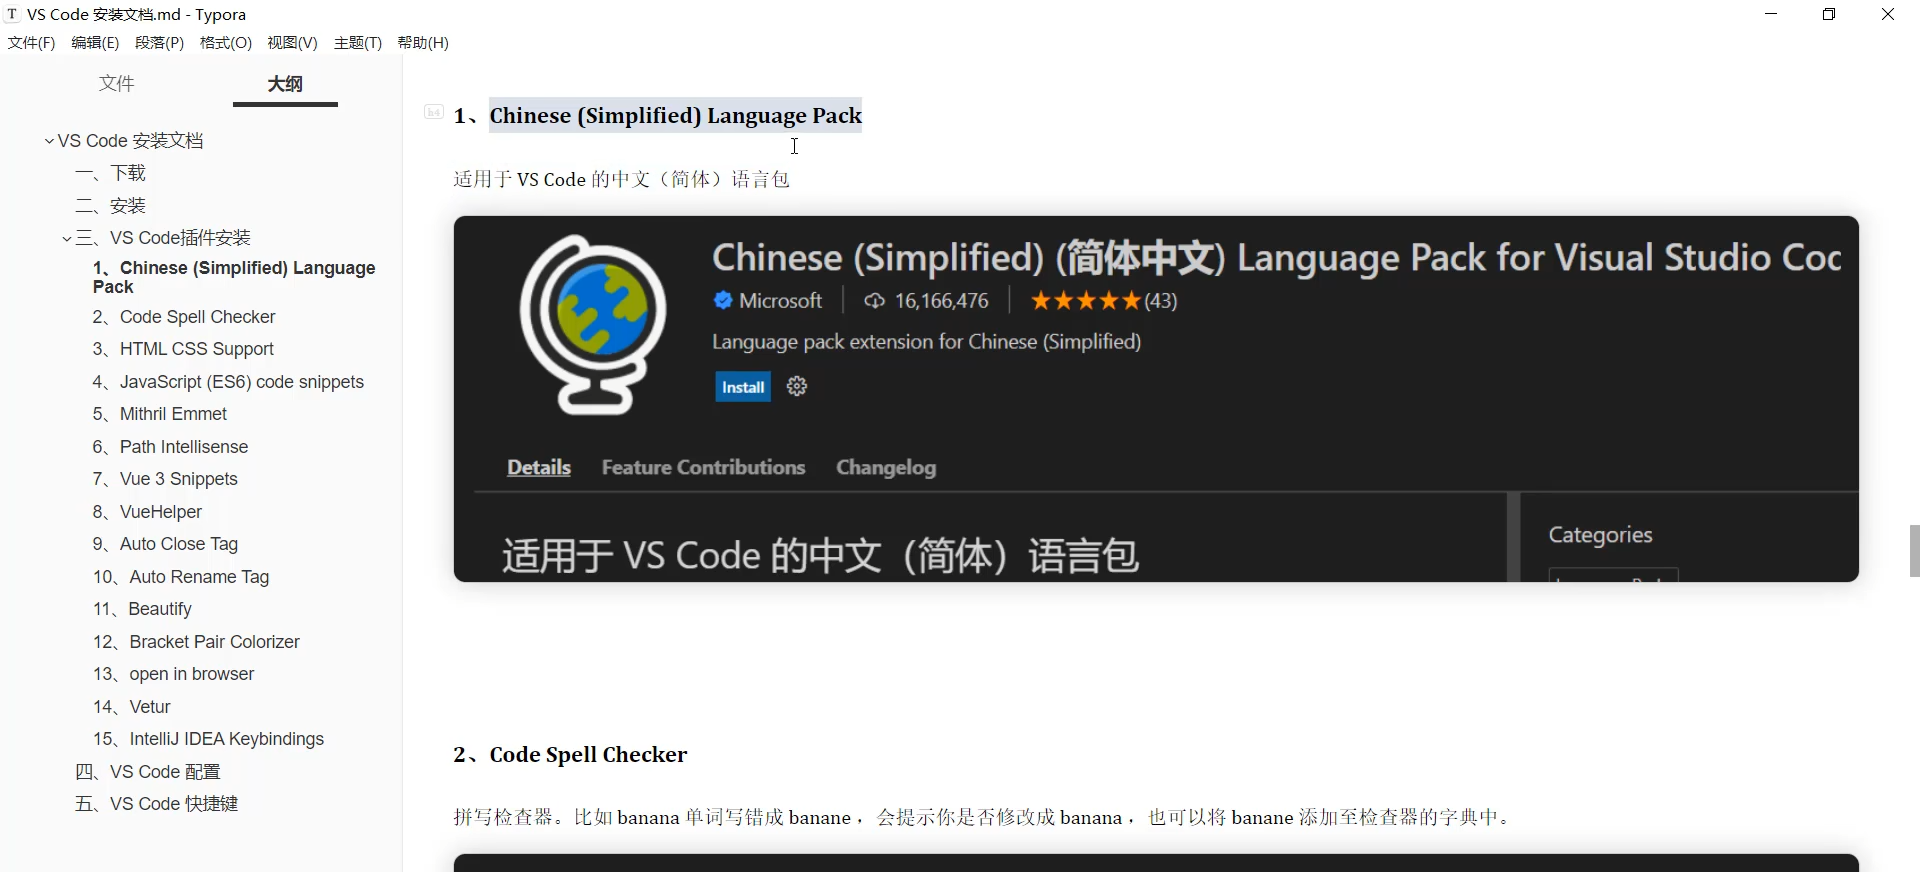 VS Code 安装文档.md - Typora
文件(F) 编辑(E) 段落(P) 格式(O) 视图(V) 主题(T) 帮助(H)
文件 大纲
VS Code 安装文档
一、下载
二、安装
三、VS Code插件安装
1、Chinese (Simplified) Language
Pack
2、Code Spell Checker
3、HTML CSS Support
4、JavaScript (ES6) code snippets
5、Mithril Emmet
6、Path Intellisense
7、Vue 3 Snippets
8、VueHelper
9、Auto Close Tag
10、Auto Rename Tag
11、Beautify
12、Bracket Pair Colorizer
13、open in browser
14、Vetur
15、IntelliJ IDEA Keybindings
四、VS Code 配置
五、VS Code 快捷键
h4
1、Chinese (Simplified) Language Pack
适用于 VS Code 的中文（简体）语言包
Chinese (Simplified) (简体中文) Language Pack for Visual Studio Coc
Microsoft 16,166,476 ★★★★★(43)
Language pack extension for Chinese (Simplified)
Install
Details Feature Contributions Changelog
适用于 VS Code 的中文（简体）语言包
Categories
2、Code Spell Checker
拼写检查器。比如 banana 单词写错成 banane ，会提示你是否修改成 banana ，也可以将 banane 添加至检查器的字典中。